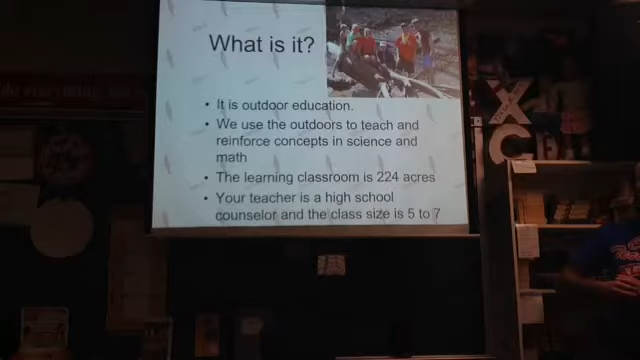 What is it?
• It is outdoor education.
• We use the outdoors to teach and
reinforce concepts in science and
math
• The learning classroom is 224 acres
• Your teacher is a high school
counselor and the class size is 5 to 7
X
C